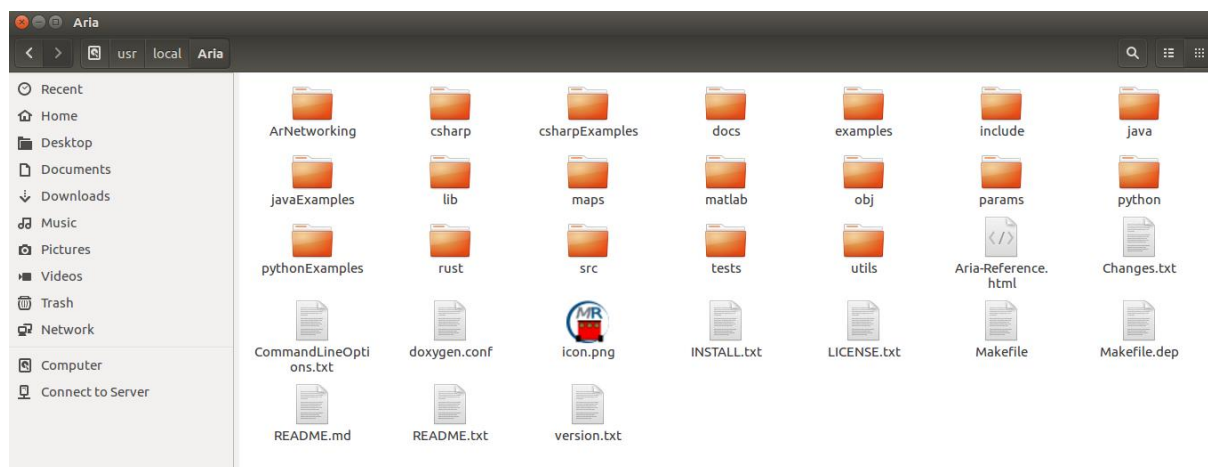 Aria
usr local Aria
Recent
Home
Desktop
Documents
Downloads
Music
Pictures
Videos
Trash
Network
Computer
Connect to Server
ArNetworking csharp csharpExamples docs examples include java
javaExamples lib maps matlab obj params python
pythonExamples rust src tests utils Aria-Reference. Changes.txt
html
MR
CommandLineOpti doxygen.conf icon.png INSTALL.txt LICENSE.txt Makefile Makefile.dep
ons.txt
README.md README.txt version.txt